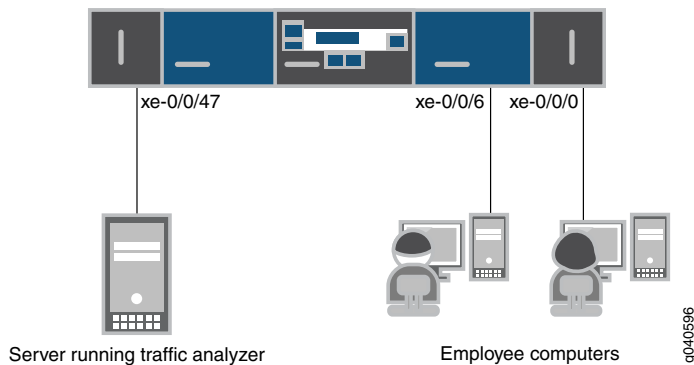 xe-0/0/47
xe-0/0/6
xe-0/0/0
Server running traffic analyzer
Employee computers
g040596